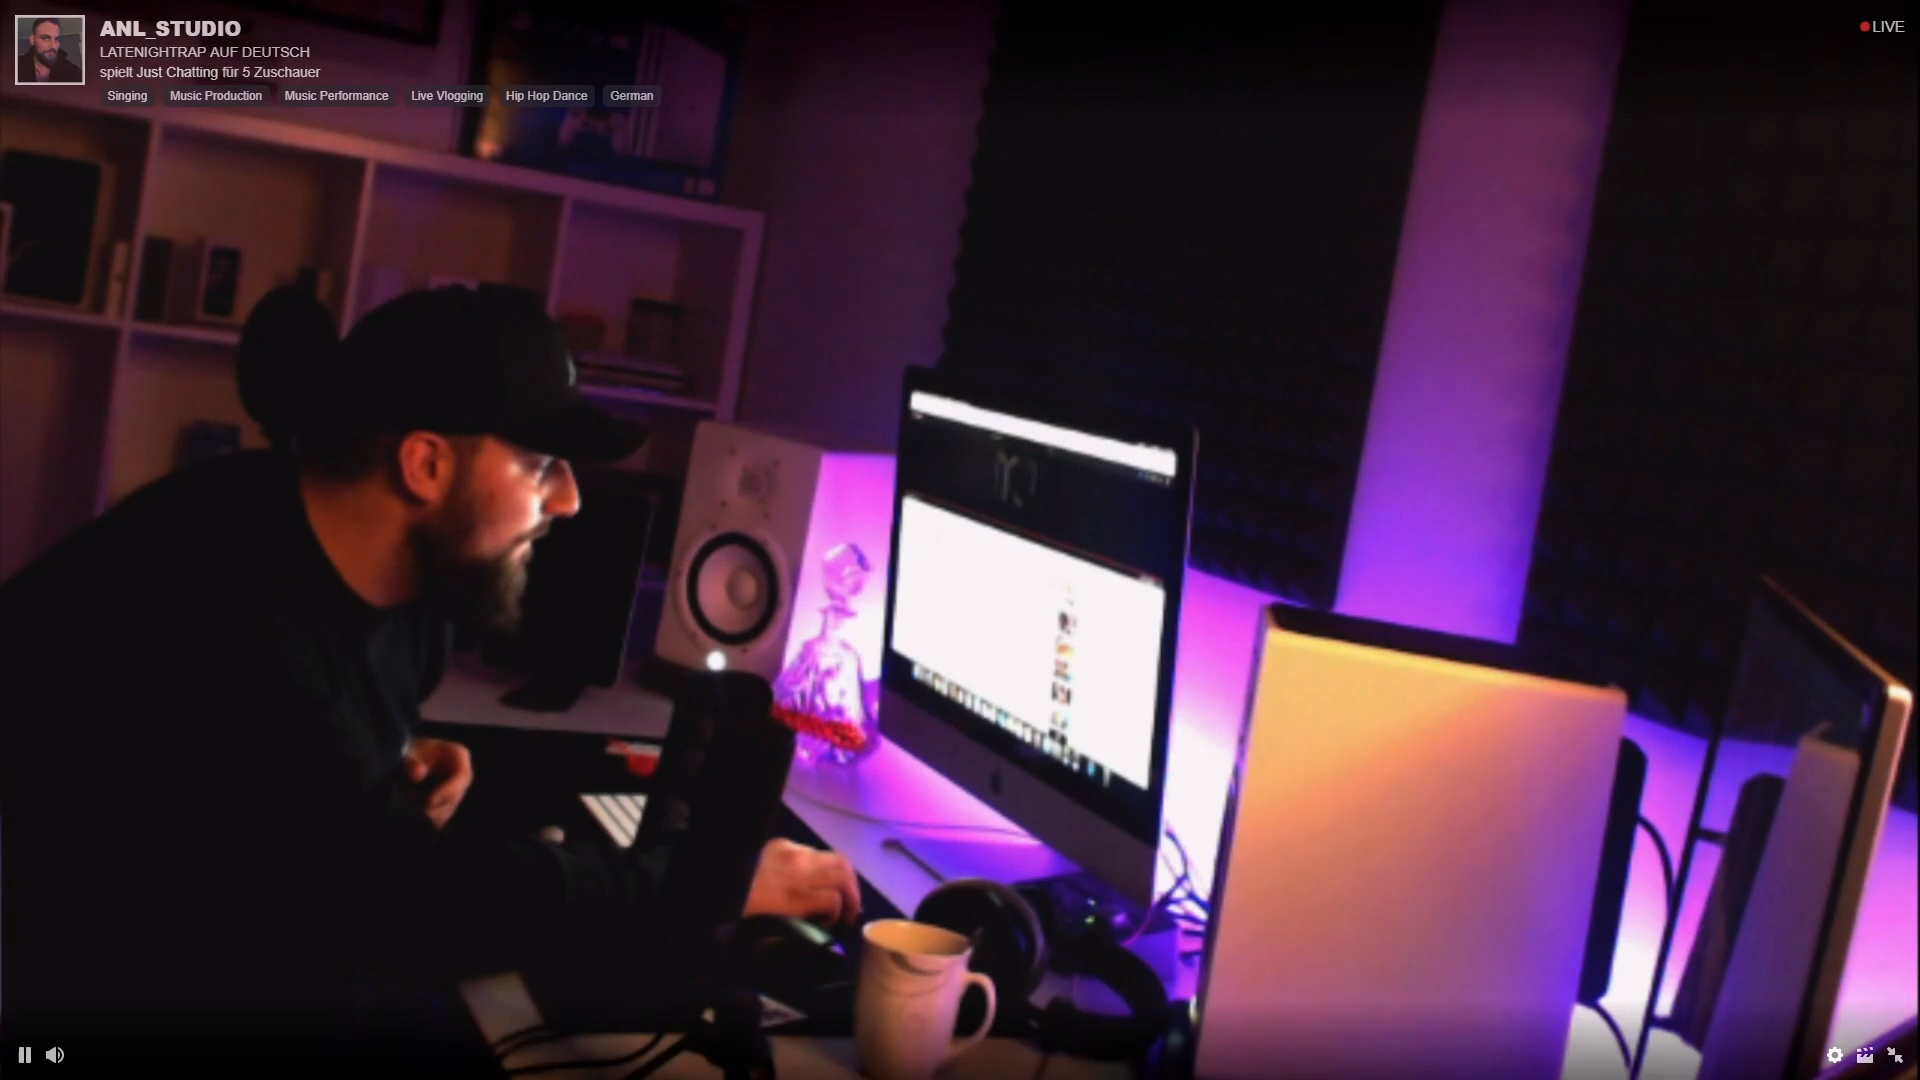 ANL_STUDIO
LATENIGHTRAP AUF DEUTSCH
spielt Just Chatting für 5 Zuschauer
Singing Music Production Music Performance Live Vlogging Hip Hop Dance German
LIVE